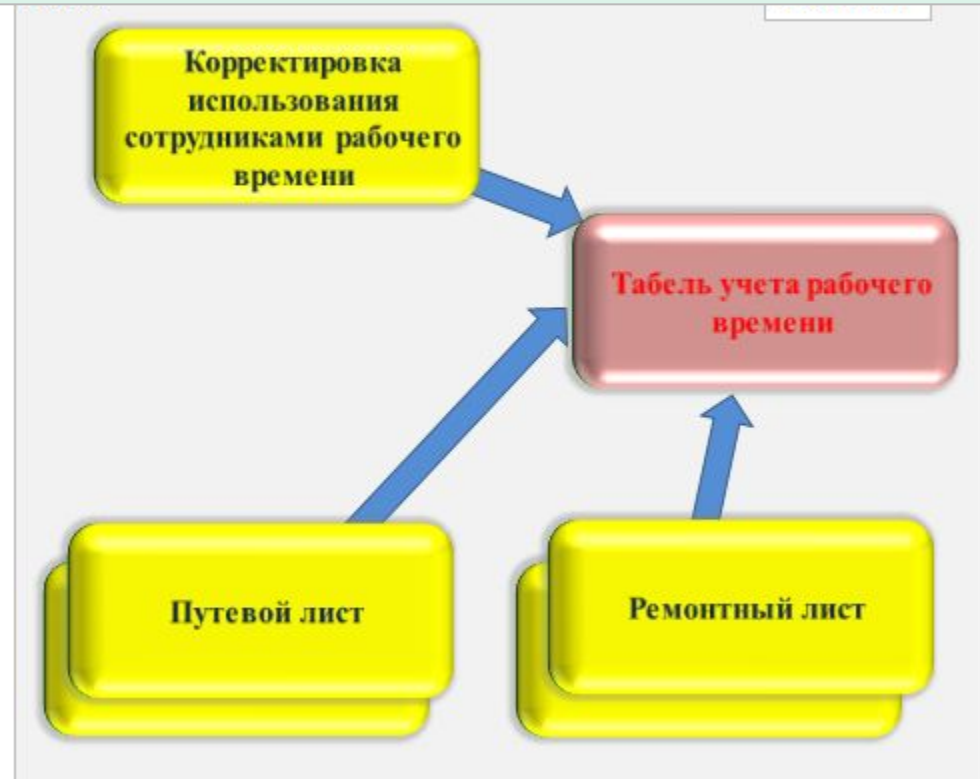 Корректировка
использования
сотрудниками рабочего
времени
Табель учета рабочего
времени
Путевой лист
Ремонтный лист